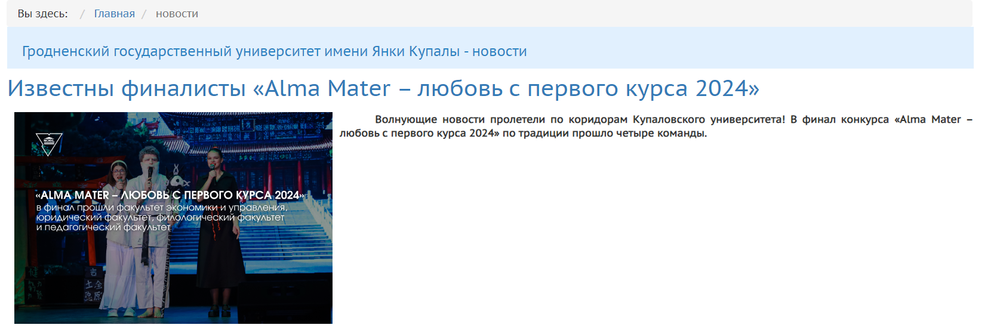 Вы здесь: / Главная / новости
Гродненский государственный университет имени Янки Купалы - новости
Известны финалисты «Alma Mater – любовь с первого курса 2024»
Волнующие новости пролетели по коридорам Купаловского университета! В финал конкурса «Alma Mater –
любовь с первого курса 2024» по традиции прошло четыре команды.
«ALMA MATER – ЛЮБОВЬ С ПЕРВОГО КУРСА 2024»
в финал прошли факультет экономики и управления,
юридический факультет, филологический факультет
и педагогический факультет